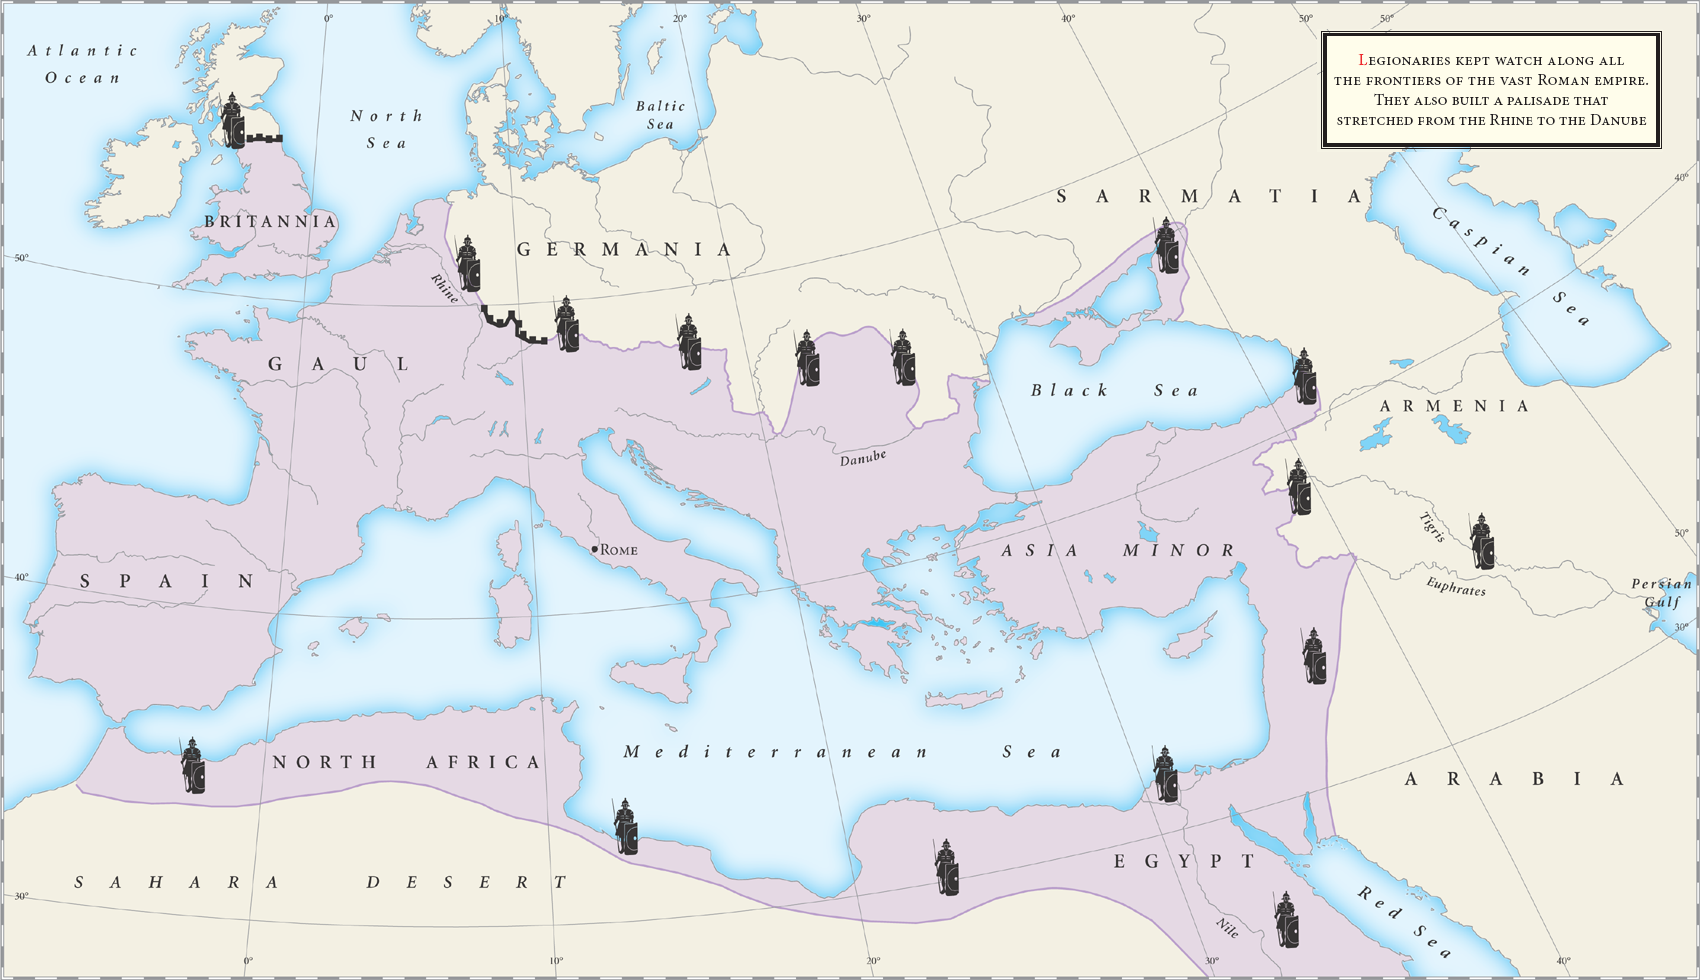 0°
10°
20°
30°
40°
50°
50°
Atlantic
Ocean
North
Sea
Baltic
Sea
LEGIONARIES KEPT WATCH ALONG ALL
THE FRONTIERS OF THE VAST ROMAN EMPIRE.
THEY ALSO BUILT A PALISADE THAT
STRETCHED FROM THE RHINE TO THE DANUBE
40°
SARMATIA
BRITANNIA
GERMANIA
Caspian
Sea
50°
Rhine
GAUL
Black Sea
ARMENIA
Danube
Tigris
50°
Rome
ASIA MINOR
40°
SPAIN
Euphrates
Persian
Gulf
30°
Mediterranean Sea
NORTH AFRICA
ARABIA
EGYPT
SAHARA DESERT
30°
Red Sea
Nile
0°
10°
20°
30°
40°